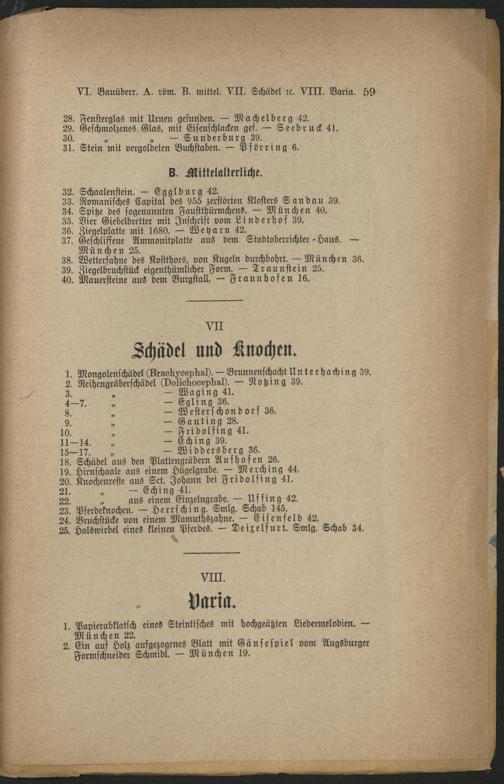 VI. Bauüberr. A. röm. B. mittel. VII. Schädel ꝛc. VIII. Varia. 59
28. Fensterglas mit Urnen gefunden. — Machelberg 42.
29. Geschmolzenes Glas, mit Eisenschlacken gef. — Seebruck 41.
30. „ „ — Sunderburg 39.
31. Stein mit vergoldeten Buchstaben. — Pförring 6.
B. Mittelalterliche.
32. Schaalenstein. — Egglburg 42.
33. Romanisches Capital des 955 zerstörten Klosters Sandau 39.
34. Spitze des sogenannten Faustthürmchens. — München 40.
35. Vier Giebelbretter mit Inschrift vom Linderhof 39.
36. Ziegelplatte mit 1680. — Weyarn 42.
37. Geschliffene Ammonitplatte aus dem Stadtoberrichter-Haus. —
München 25.
38. Wetterfahne des Kostthors, von Kugeln durchbohrt. — München 36.
39. Ziegelbruchstück eigenthümlicher Form. — Traunstein 25.
40. Mauersteine aus dem Burgstall. — Fraunhofen 16.
VII
Schädel und Knochen.
1. Mongolenschädel (Brachycephal). — Brunnenschacht Unterhaching 39.
2. Reihengräberschädel (Dolichocephal). — Notzing 39.
3. „ — Waging 41.
4—7. „ — Egling 36.
8. „ — Westerschondorf 36.
9. „ — Gauting 28.
10. „ — Fridolfing 41.
11—14. „ — Eching 39.
15—17. „ — Widdersberg 36.
18. Schädel aus den Plattengräbern Aufhofen 26.
19. Hirnschaale aus einem Hügelgrabe. — Merching 44.
20. Knochenreste aus Sct. Johann bei Fridolfing 41.
21. „ — Eching 41.
22. „ aus einem Einzelngrabe. — Uffing 42.
23. Pferdeknochen. — Herrsching. Smlg. Schab 145.
24. Bruchstücke von einem Mamuthszahne. — Eisenfeld 42.
25. Halswirbel eines kleinen Pferdes. — Deixelfurt. Smlg. Schab 34.
VIII.
Varia.
1. Papierabklatsch eines Steintisches mit hochgeätzten Liedermelodien. —
München 22.
2. Ein auf Holz aufgezogenes Blatt mit Gänsespiel vom Augsburger
Formschneider Schmidl. — München 19.